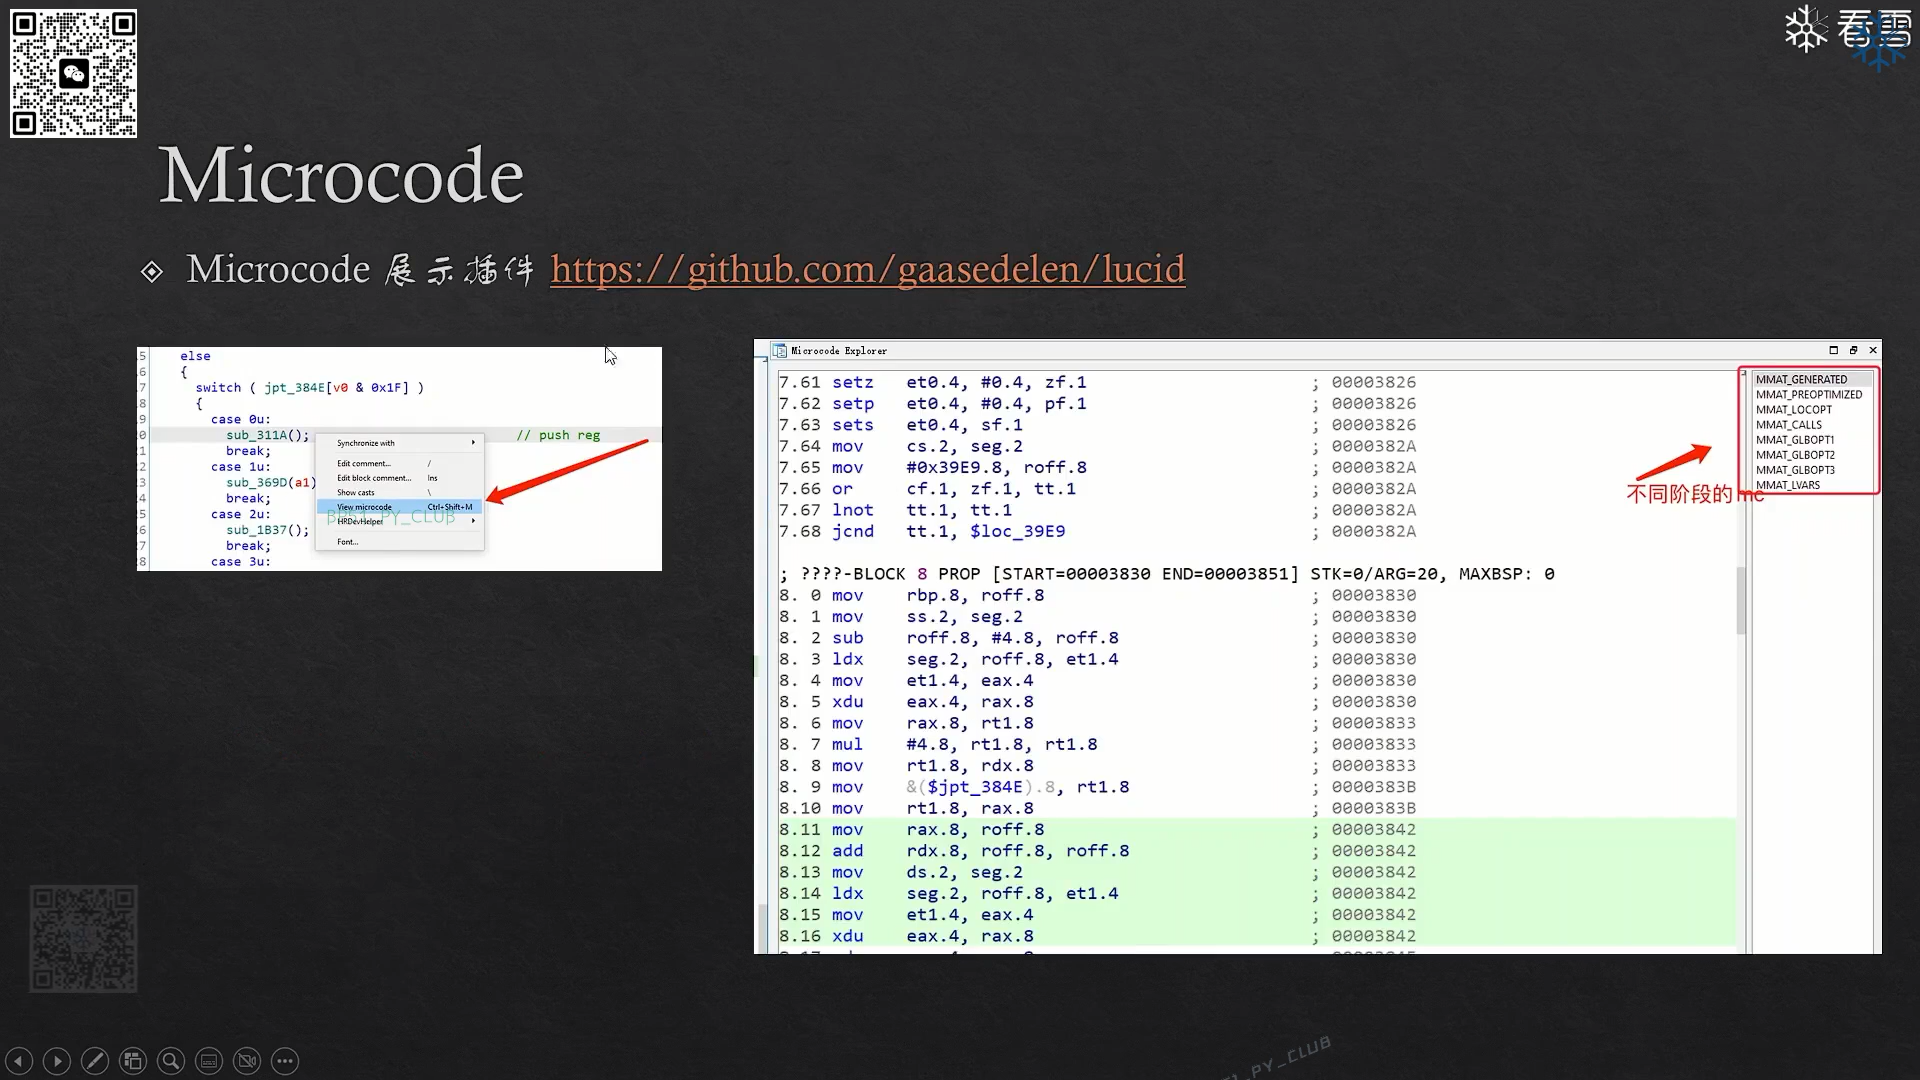 看雪
Microcode
Microcode 展示插件 https://github.com/gaasedelen/lucid
5 else
6 {
7 switch ( jpt_384E[v0 & 0x1F] )
8 {
9 case 0u:
0 sub_311A(); // push reg
1 break;
2 case 1u:
3 sub_369D(a1)
4 break;
5 case 2u:
6 sub_1B37();
7 break;
8 case 3u:
Synchronize with
Edit comment... /
Edit block comment... Ins
Show casts \
View microcode Ctrl+Shift+M
HRDevHelper
Font...
BP51_PY_CLUB
Microcode Explorer
7.61 setz et0.4, #0.4, zf.1 ; 00003826
7.62 setp et0.4, #0.4, pf.1 ; 00003826
7.63 sets et0.4, sf.1 ; 00003826
7.64 mov cs.2, seg.2 ; 0000382A
7.65 mov #0x39E9.8, roff.8 ; 0000382A
7.66 or cf.1, zf.1, tt.1 ; 0000382A
7.67 lnot tt.1, tt.1 ; 0000382A
7.68 jcnd tt.1, $loc_39E9 ; 0000382A
; ????-BLOCK 8 PROP [START=00003830 END=00003851] STK=0/ARG=20, MAXBSP: 0
8. 0 mov rbp.8, roff.8 ; 00003830
8. 1 mov ss.2, seg.2 ; 00003830
8. 2 sub roff.8, #4.8, roff.8 ; 00003830
8. 3 ldx seg.2, roff.8, et1.4 ; 00003830
8. 4 mov et1.4, eax.4 ; 00003830
8. 5 xdu eax.4, rax.8 ; 00003830
8. 6 mov rax.8, rt1.8 ; 00003833
8. 7 mul #4.8, rt1.8, rt1.8 ; 00003833
8. 8 mov rt1.8, rdx.8 ; 00003833
8. 9 mov &($jpt_384E).8, rt1.8 ; 0000383B
8.10 mov rt1.8, rax.8 ; 0000383B
8.11 mov rax.8, roff.8 ; 00003842
8.12 add rdx.8, roff.8, roff.8 ; 00003842
8.13 mov ds.2, seg.2 ; 00003842
8.14 ldx seg.2, roff.8, et1.4 ; 00003842
8.15 mov et1.4, eax.4 ; 00003842
8.16 xdu eax.4, rax.8 ; 00003842
MMAT_GENERATED
MMAT_PREOPTIMIZED
MMAT_LOCOPT
MMAT_CALLS
MMAT_GLBOPT1
MMAT_GLBOPT2
MMAT_GLBOPT3
MMAT_LVARS
不同阶段的 mc
_PY_CLUB